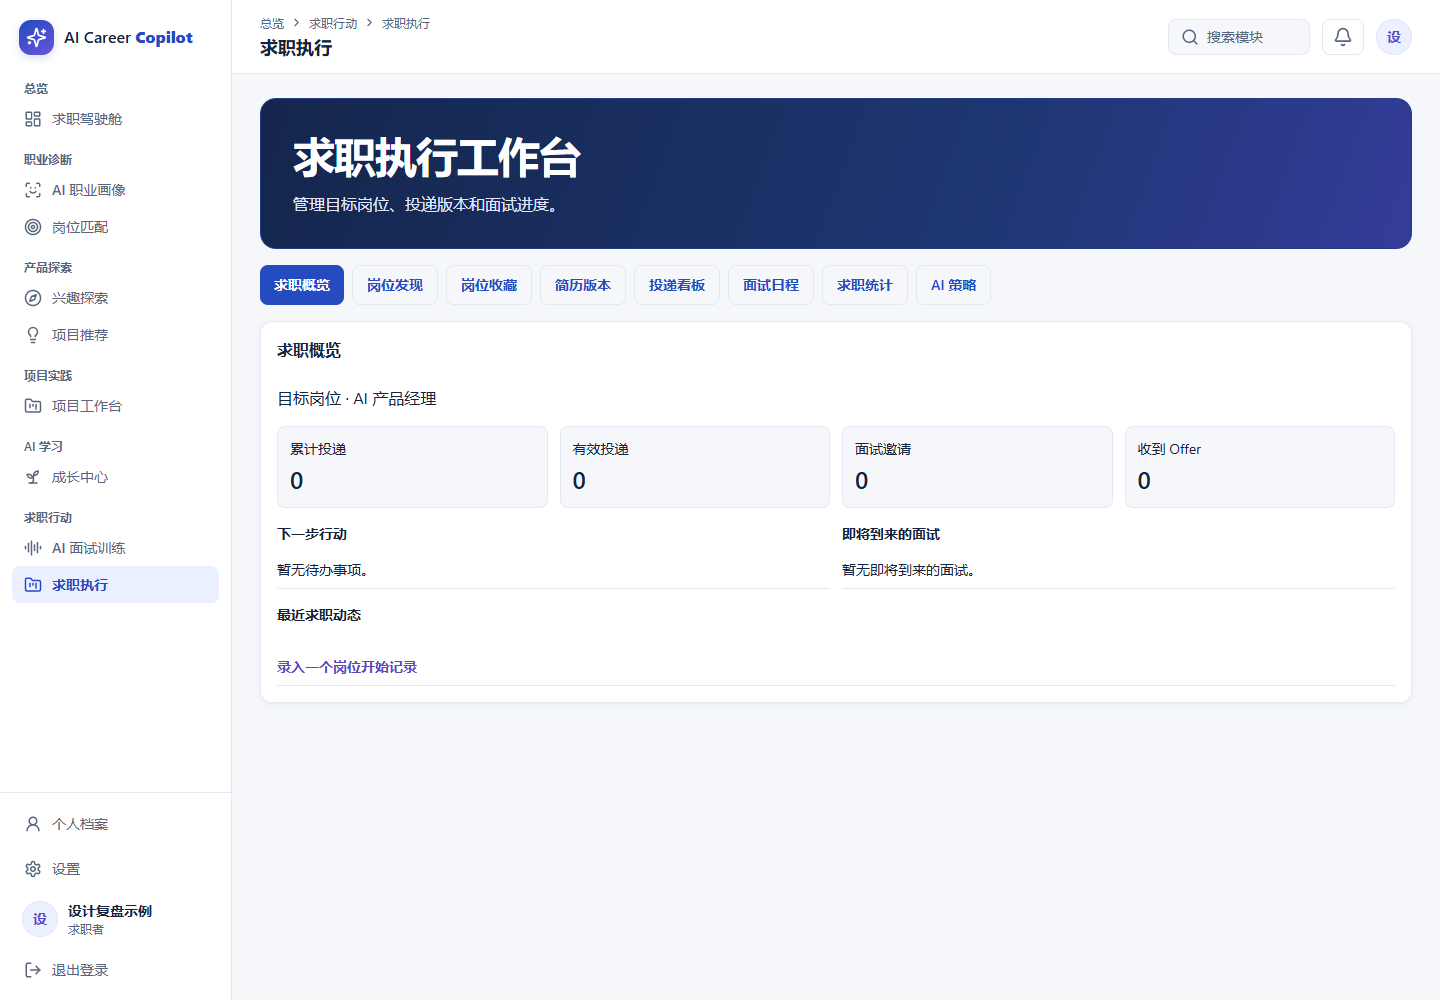 AI Career Copilot
总览
求职驾驶舱
职业诊断
AI 职业画像
岗位匹配
产品探索
兴趣探索
项目推荐
项目实践
项目工作台
AI 学习
成长中心
求职行动
AI 面试训练
求职执行
个人档案
设置
设
设计复盘示例
求职者
退出登录
总览 > 求职行动 > 求职执行
求职执行
搜索模块
设
求职执行工作台
管理目标岗位、投递版本和面试进度。
求职概览 岗位发现 岗位收藏 简历版本 投递看板 面试日程 求职统计 AI 策略
求职概览
目标岗位 · AI 产品经理
累计投递 有效投递 面试邀请 收到 Offer
0 0 0 0
下一步行动 即将到来的面试
暂无待办事项。 暂无即将到来的面试。
最近求职动态
录入一个岗位开始记录